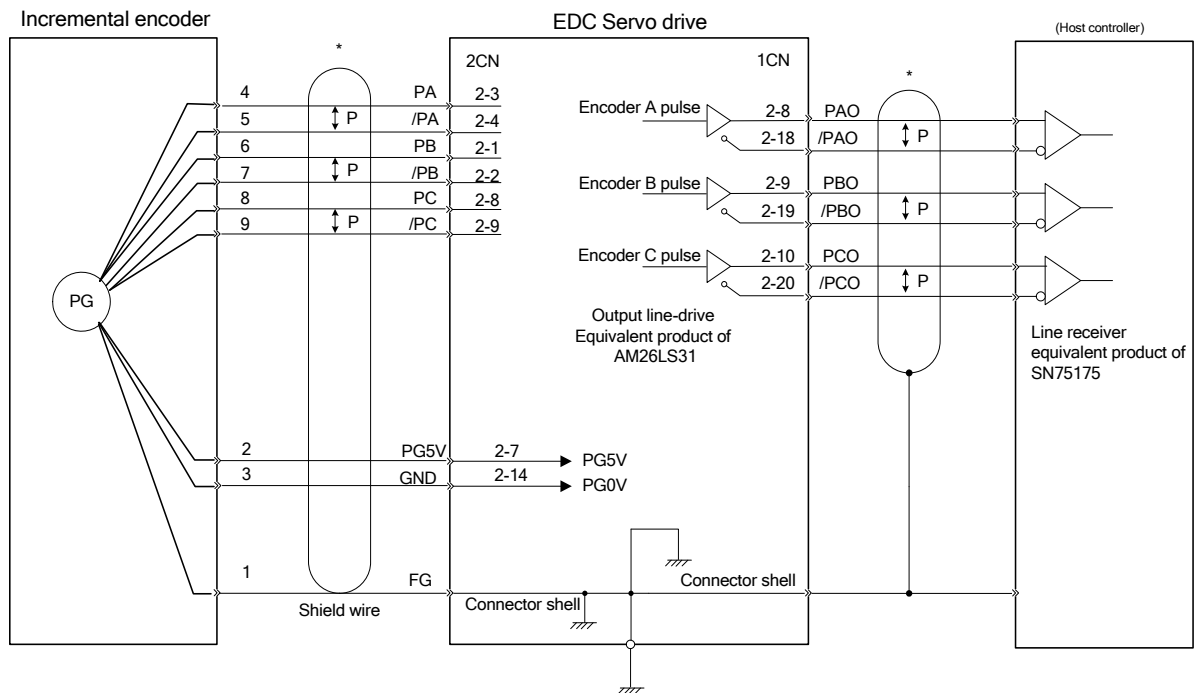 Incremental encoder
EDC Servo drive
(Host controller)
*
2CN
1CN
*
4 PA 2-3
5 P /PA 2-4
6 PB 2-1
7 P /PB 2-2
8 PC 2-8
9 P /PC 2-9
Encoder A pulse 2-8 PAO
2-18 /PAO P
Encoder B pulse 2-9 PBO
2-19 /PBO P
Encoder C pulse 2-10 PCO
2-20 /PCO P
PG
Output line-drive
Equivalent product of
AM26LS31
Line receiver
equivalent product of
SN75175
2 PG5V 2-7 PG5V
3 GND 2-14 PG0V
1 FG
Connector shell
Connector shell
Shield wire